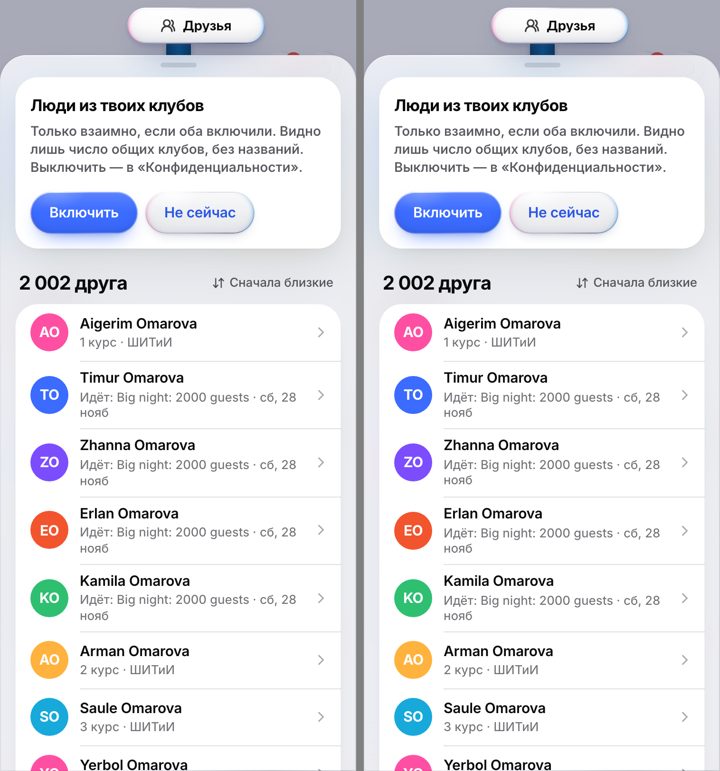 Друзья
Люди из твоих клубов
Только взаимно, если оба включили. Видно
лишь число общих клубов, без названий.
Выключить — в «Конфиденциальности».
Включить
Не сейчас
2 002 друга
Сначала близкие
AO
Aigerim Omarova
1 курс · ШИТиИ
TO
Timur Omarova
Идёт: Big night: 2000 guests · сб, 28
нояб
ZO
Zhanna Omarova
Идёт: Big night: 2000 guests · сб, 28
нояб
EO
Erlan Omarova
Идёт: Big night: 2000 guests · сб, 28
нояб
KO
Kamila Omarova
Идёт: Big night: 2000 guests · сб, 28
нояб
AO
Arman Omarova
2 курс · ШИТиИ
SO
Saule Omarova
3 курс · ШИТиИ
YO
Yerbol Omarova
Друзья
Люди из твоих клубов
Только взаимно, если оба включили. Видно
лишь число общих клубов, без названий.
Выключить — в «Конфиденциальности».
Включить
Не сейчас
2 002 друга
Сначала близкие
AO
Aigerim Omarova
1 курс · ШИТиИ
TO
Timur Omarova
Идёт: Big night: 2000 guests · сб, 28
нояб
ZO
Zhanna Omarova
Идёт: Big night: 2000 guests · сб, 28
нояб
EO
Erlan Omarova
Идёт: Big night: 2000 guests · сб, 28
нояб
KO
Kamila Omarova
Идёт: Big night: 2000 guests · сб, 28
нояб
AO
Arman Omarova
2 курс · ШИТиИ
SO
Saule Omarova
3 курс · ШИТиИ
YO
Yerbol Omarova